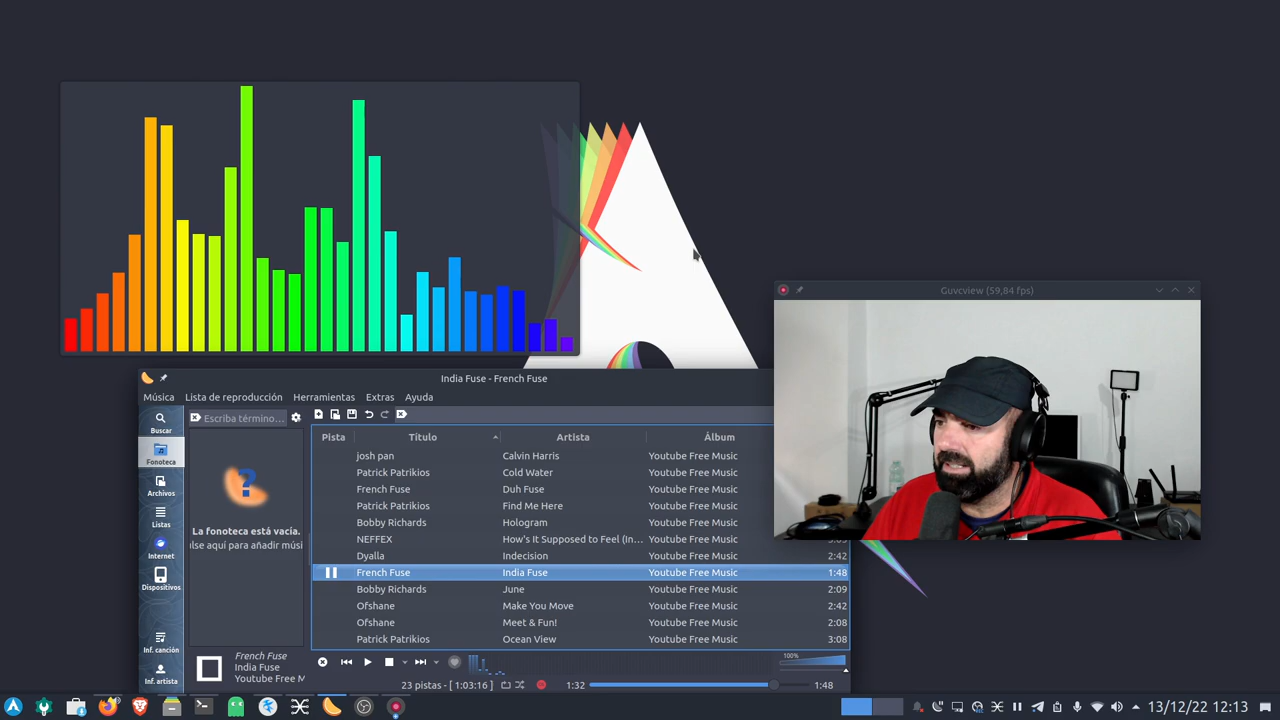 Guvcview (59,84 fps)
India Fuse - French Fuse
Música Lista de reproducción Herramientas Extras Ayuda
Escriba término...
Buscar
Fonoteca
Archivos
Listas
Internet
Dispositivos
Inf. canción
Inf. artista
?
La fonoteca está vacía.
ulse aquí para añadir músi
Pista Título Artista Álbum
josh pan Calvin Harris Youtube Free Music
Patrick Patrikios Cold Water Youtube Free Music
French Fuse Duh Fuse Youtube Free Music
Patrick Patrikios Find Me Here Youtube Free Music
Bobby Richards Hologram Youtube Free Music
NEFFEX How's It Supposed to Feel (In... Youtube Free Music
Dyalla Indecision Youtube Free Music 2:42
French Fuse India Fuse Youtube Free Music 1:48
Bobby Richards June Youtube Free Music 2:09
Ofshane Make You Move Youtube Free Music 2:42
Ofshane Meet & Fun! Youtube Free Music 2:08
Patrick Patrikios Ocean View Youtube Free Music 3:08
French Fuse
India Fuse
Youtube Free M
100%
23 pistas - [ 1:03:16 ] 1:32 1:48
13/12/22 12:13